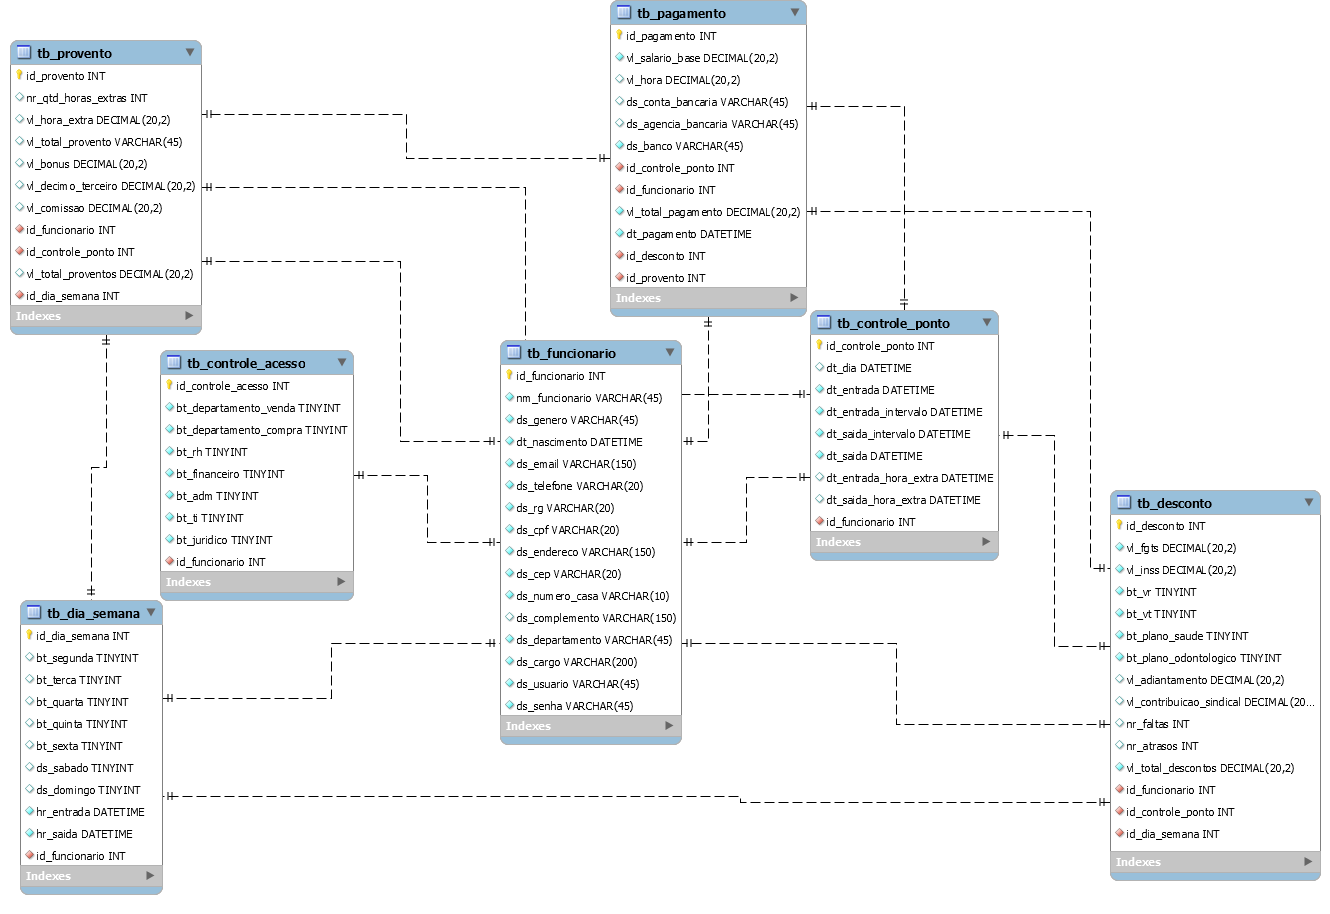 tb_pagamento
id_pagamento INT
vl_salario_base DECIMAL(20,2)
vl_hora DECIMAL(20,2)
ds_conta_bancaria VARCHAR(45)
ds_agencia_bancaria VARCHAR(45)
ds_banco VARCHAR(45)
id_controle_ponto INT
id_funcionario INT
vl_total_pagamento DECIMAL(20,2)
dt_pagamento DATETIME
id_desconto INT
id_provento INT
Indexes
tb_provento
id_provento INT
nr_qtd_horas_extras INT
vl_hora_extra DECIMAL(20,2)
vl_total_provento VARCHAR(45)
vl_bonus DECIMAL(20,2)
vl_decimo_terceiro DECIMAL(20,2)
vl_comissao DECIMAL(20,2)
id_funcionario INT
id_controle_ponto INT
vl_total_proventos DECIMAL(20,2)
id_dia_semana INT
Indexes
tb_controle_ponto
id_controle_ponto INT
dt_dia DATETIME
dt_entrada DATETIME
dt_entrada_intervalo DATETIME
dt_saida_intervalo DATETIME
dt_saida DATETIME
dt_entrada_hora_extra DATETIME
dt_saida_hora_extra DATETIME
id_funcionario INT
Indexes
tb_funcionario
id_funcionario INT
nm_funcionario VARCHAR(45)
ds_genero VARCHAR(45)
dt_nascimento DATETIME
ds_email VARCHAR(150)
ds_telefone VARCHAR(20)
ds_rg VARCHAR(20)
ds_cpf VARCHAR(20)
ds_endereco VARCHAR(150)
ds_cep VARCHAR(20)
ds_numero_casa VARCHAR(10)
ds_complemento VARCHAR(150)
ds_departamento VARCHAR(45)
ds_cargo VARCHAR(200)
ds_usuario VARCHAR(45)
ds_senha VARCHAR(45)
Indexes
tb_controle_acesso
id_controle_acesso INT
bt_departamento_venda TINYINT
bt_departamento_compra TINYINT
bt_rh TINYINT
bt_financeiro TINYINT
bt_adm TINYINT
bt_ti TINYINT
bt_juridico TINYINT
id_funcionario INT
Indexes
tb_desconto
id_desconto INT
vl_fgts DECIMAL(20,2)
vl_inss DECIMAL(20,2)
bt_vr TINYINT
bt_vt TINYINT
bt_plano_saude TINYINT
bt_plano_odontologico TINYINT
vl_adiantamento DECIMAL(20,2)
vl_contribuicao_sindical DECIMAL(20...
nr_faltas INT
nr_atrasos INT
vl_total_descontos DECIMAL(20,2)
id_funcionario INT
id_controle_ponto INT
id_dia_semana INT
Indexes
tb_dia_semana
id_dia_semana INT
bt_segunda TINYINT
bt_terca TINYINT
bt_quarta TINYINT
bt_quinta TINYINT
bt_sexta TINYINT
ds_sabado TINYINT
ds_domingo TINYINT
hr_entrada DATETIME
hr_saida DATETIME
id_funcionario INT
Indexes